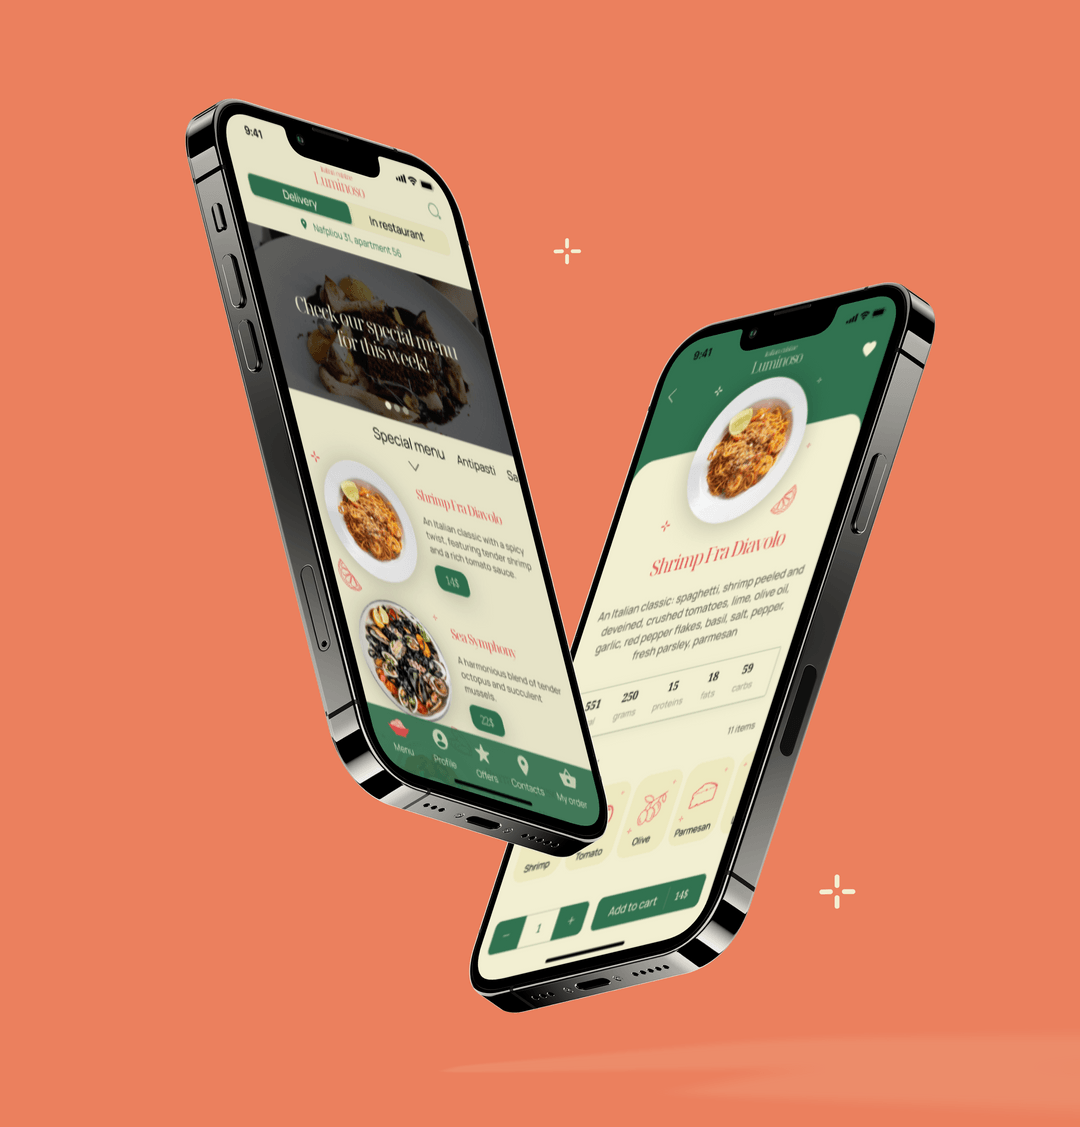 9:41
Italian cuisine
Luminoso
Delivery
In restaurant
Nafpliou 31, apartment 56
Check our special menu
for this week!
Special menu
Antipasti
Sa
Shrimp Fra Diavolo
An Italian classic with a spicy
twist, featuring tender shrimp
and a rich tomato sauce.
14$
Sea Symphony
A harmonious blend of tender
octopus and succulent
mussels.
22$
Menu
Profile
Offers
Contacts
My order
9:41
Italian cuisine
Luminoso
Shrimp Fra Diavolo
An Italian classic: spaghetti, shrimp peeled and
deveined, crushed tomatoes, lime, olive oil,
garlic, red pepper flakes, basil, salt, pepper,
fresh parsley, parmesan
551 250 15 18 59
al grams proteins fats carbs
11 items
Shrimp
Tomato
Olive
Parmesan
− 1 +
Add to cart 14$